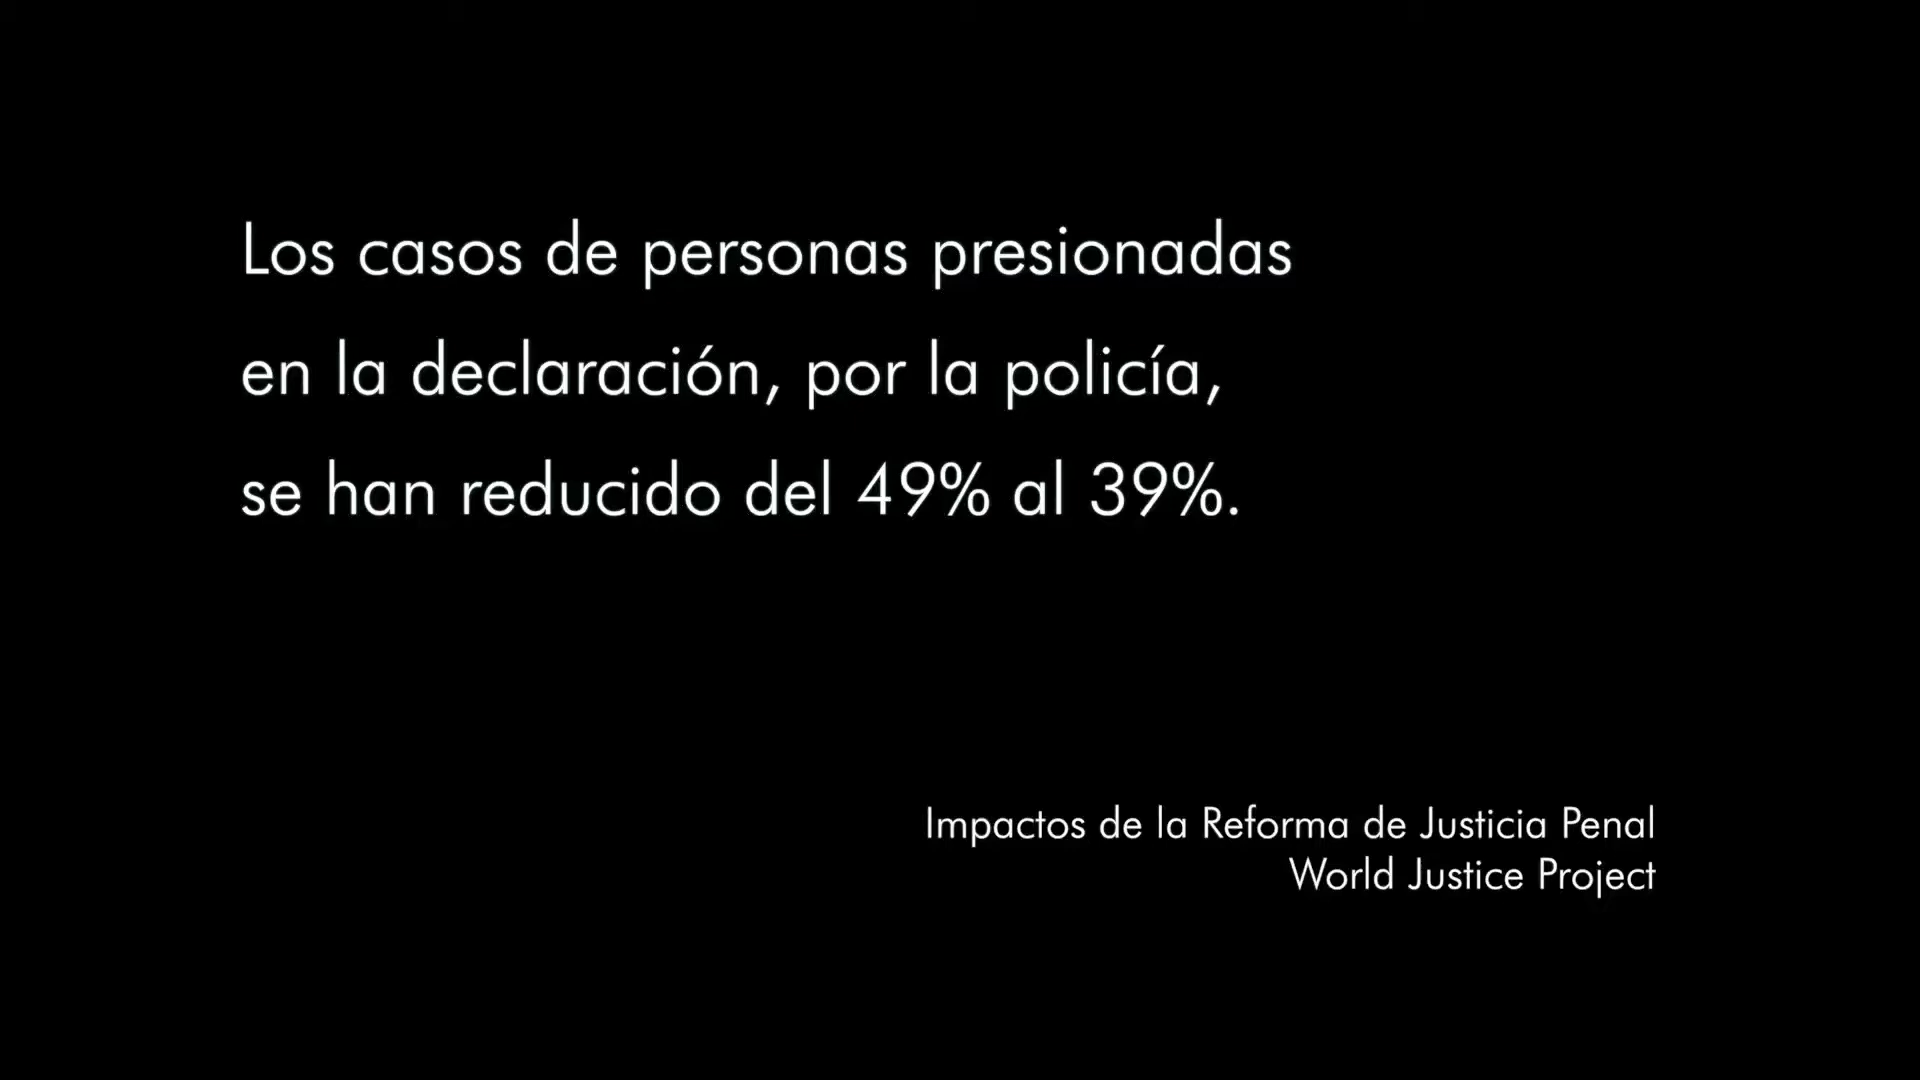 Los casos de personas presionadas
en la declaración, por la policía,
se han reducido del 49% al 39%.
Impactos de la Reforma de Justicia Penal
World Justice Project